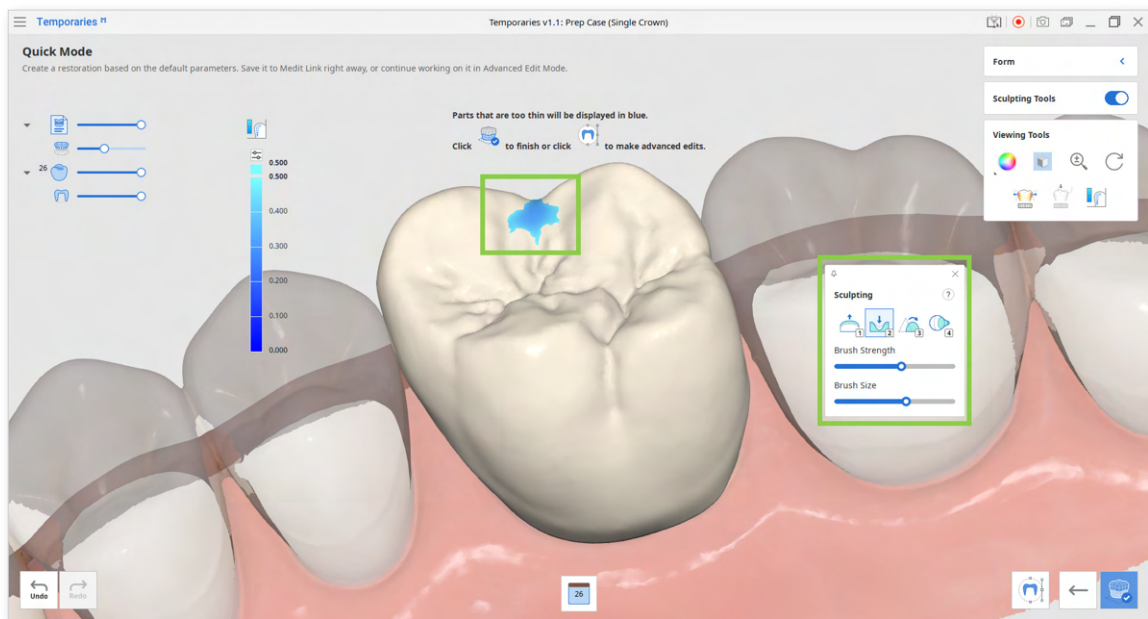 Temporaries
Temporaries v1.1: Prep Case (Single Crown)
Quick Mode
Create a restoration based on the default parameters. Save it to Medit Link right away, or continue working on it in Advanced Edit Mode.
26
Parts that are too thin will be displayed in blue.
Click to finish or click to make advanced edits.
0.500
0.500
0.400
0.300
0.200
0.100
0.000
Form
Sculpting Tools
Viewing Tools
Sculpting
?
1 2 3 4
Brush Strength
Brush Size
Undo
Redo
26